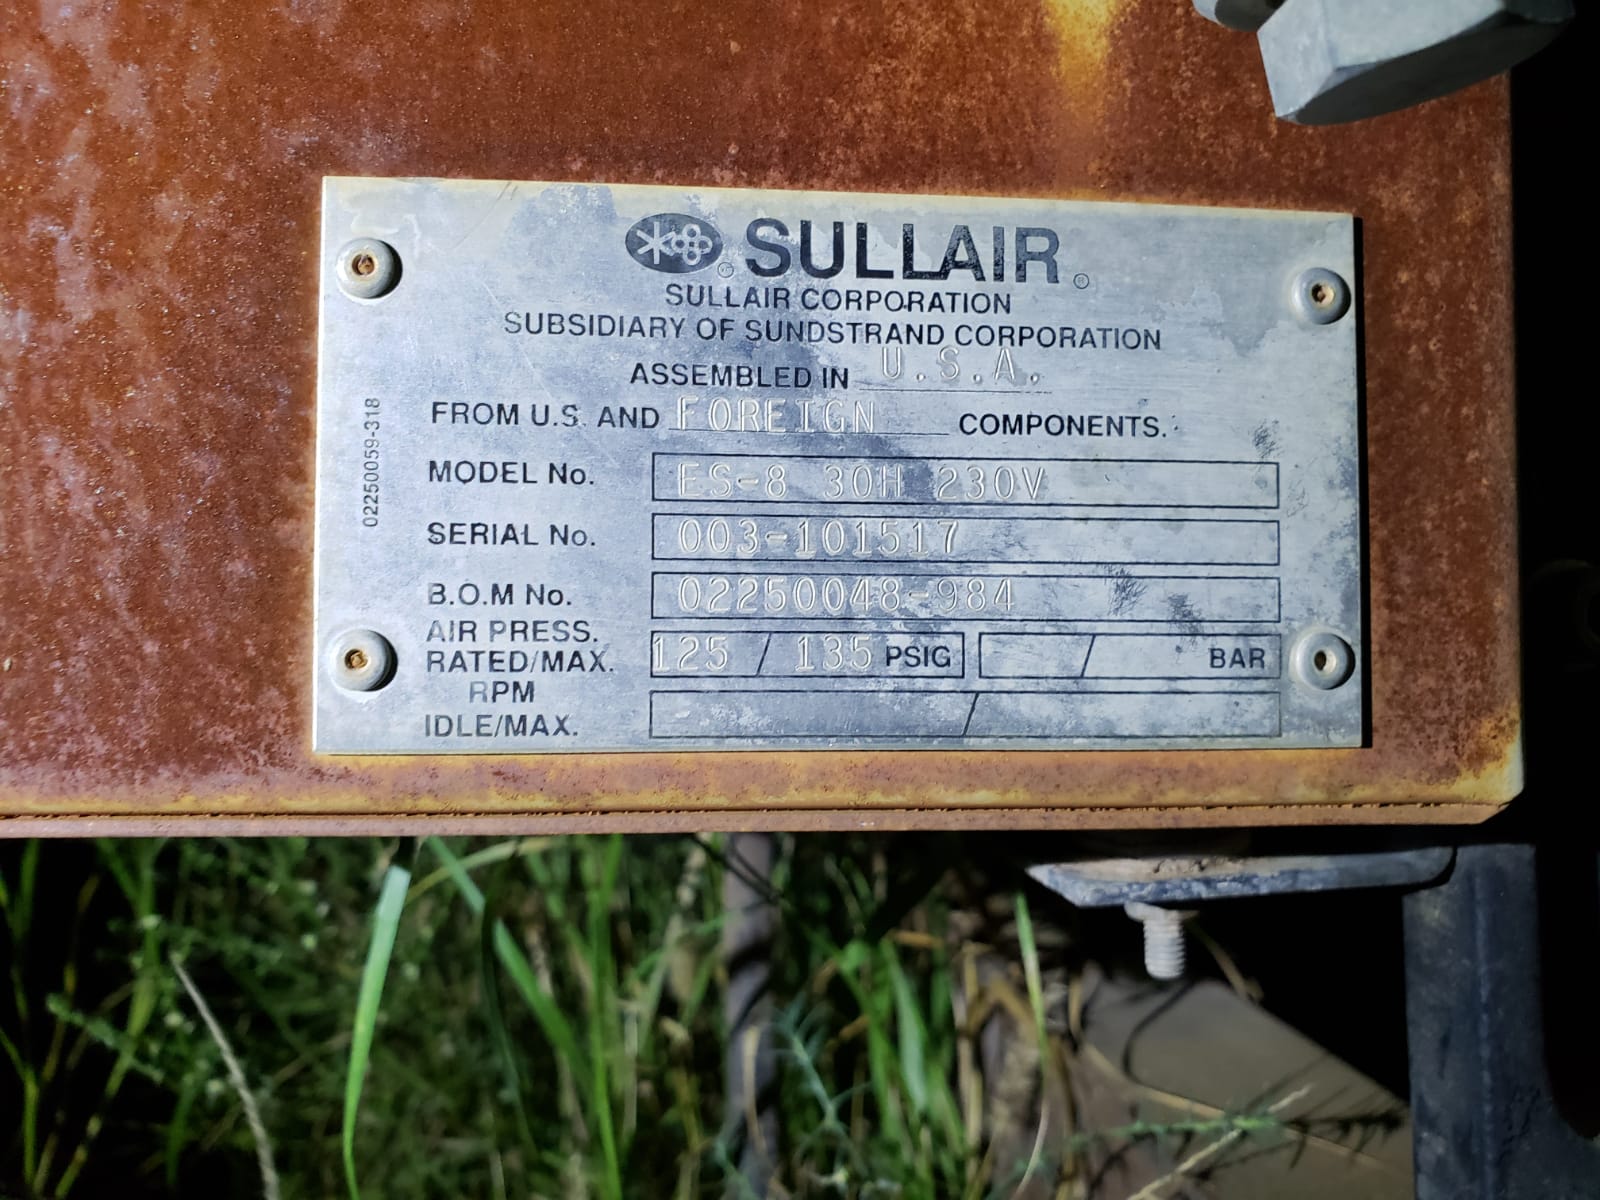 SULLAIR
SULLAIR CORPORATION
SUBSIDIARY OF SUNDSTRAND CORPORATION
ASSEMBLED IN U.S.A.
FROM U.S. AND FOREIGN COMPONENTS.
MODEL No. ES-8 30H 230V
SERIAL No. 003-101517
B.O.M No. 02250048-984
AIR PRESS.
RATED/MAX. 125 / 135 PSIG / BAR
RPM
IDLE/MAX. /
02250059-318